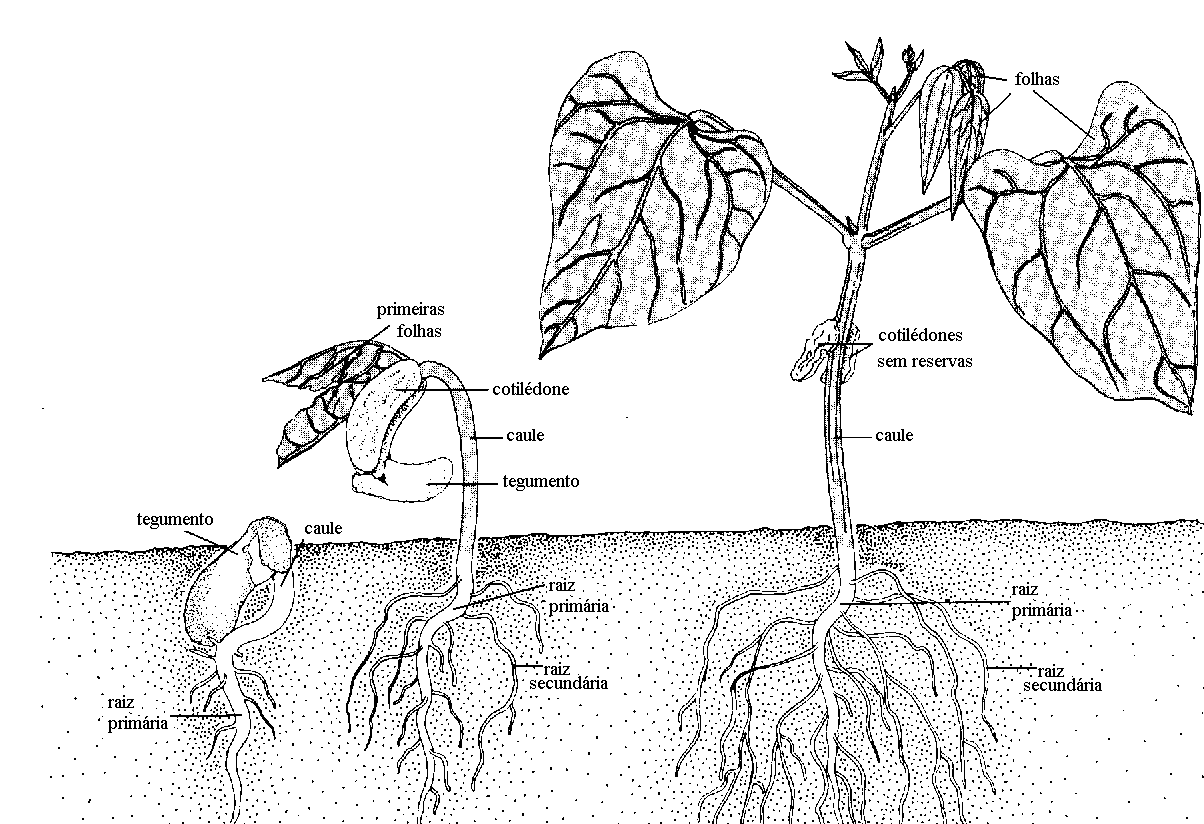 tegumento
caule
raiz
primária
primeiras
folhas
cotilédone
caule
tegumento
raiz
primária
raiz
secundária
folhas
cotilédones
sem reservas
caule
raiz
primária
raiz
secundária